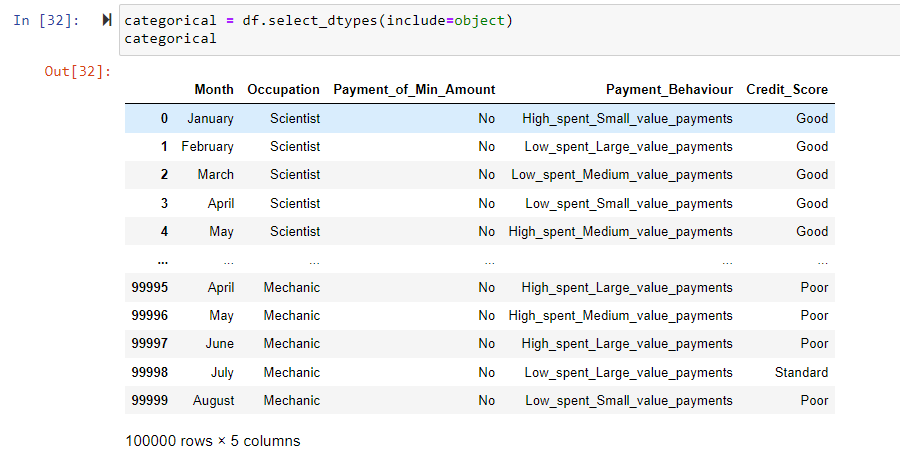 In [32]: categorical = df.select_dtypes(include=object)
categorical
Out[32]:
Month Occupation Payment_of_Min_Amount Payment_Behaviour Credit_Score
0 January Scientist No High_spent_Small_value_payments Good
1 February Scientist No Low_spent_Large_value_payments Good
2 March Scientist No Low_spent_Medium_value_payments Good
3 April Scientist No Low_spent_Small_value_payments Good
4 May Scientist No High_spent_Medium_value_payments Good
... ... ... ... ... ...
99995 April Mechanic No High_spent_Large_value_payments Poor
99996 May Mechanic No High_spent_Medium_value_payments Poor
99997 June Mechanic No High_spent_Large_value_payments Poor
99998 July Mechanic No Low_spent_Large_value_payments Standard
99999 August Mechanic No Low_spent_Small_value_payments Poor
100000 rows × 5 columns